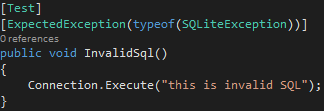 [Test]
[ExpectedException(typeof(SQLiteException))]
0 references
public void InvalidSql()
{
Connection.Execute("this is invalid SQL");
}